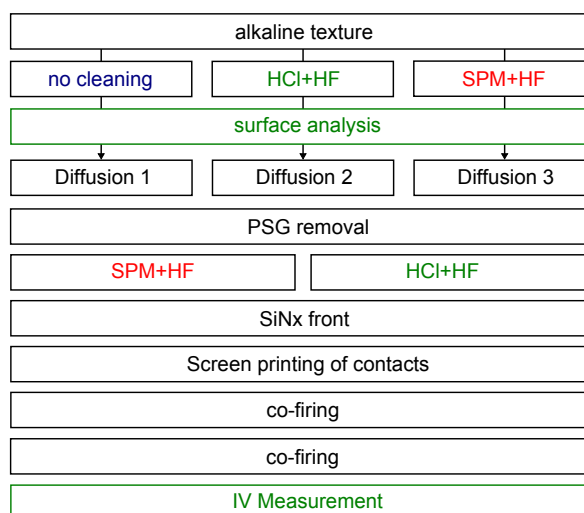 alkaline texture
no cleaning
HCl+HF
SPM+HF
surface analysis
Diffusion 1
Diffusion 2
Diffusion 3
PSG removal
SPM+HF
HCl+HF
SiNx front
Screen printing of contacts
co-firing
co-firing
IV Measurement